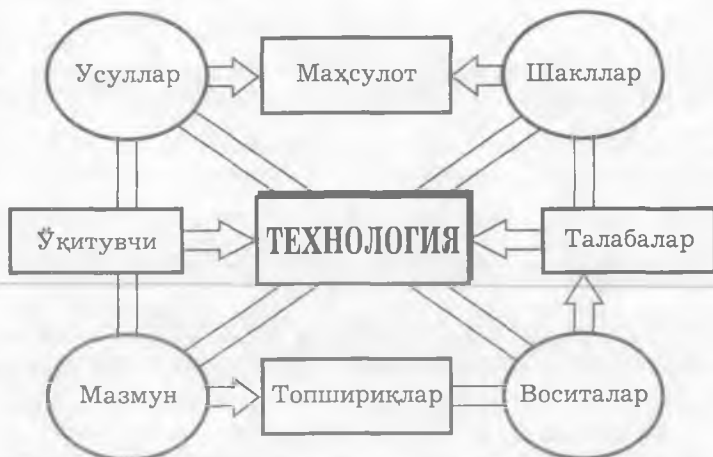 Усуллар
Маҳсулот
Шакллар
Ўқитувчи
ТЕХНОЛОГИЯ
Талабалар
Мазмун
Топшириқлар
Воситалар